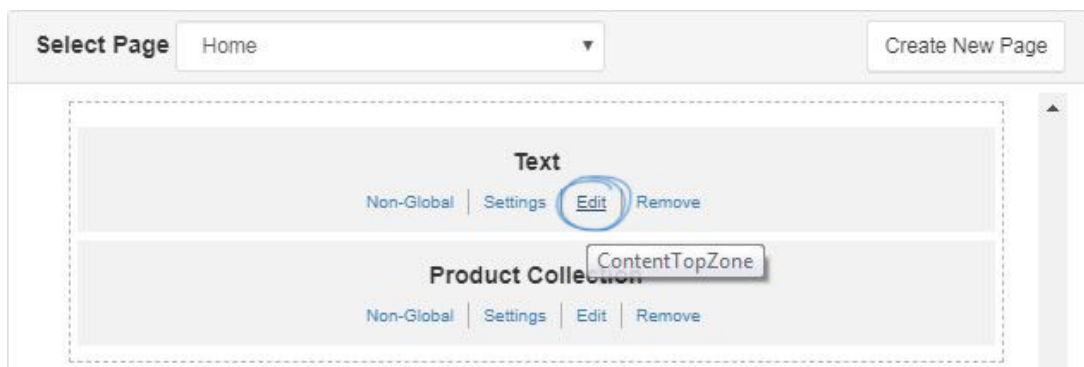 Select Page Home Create New Page
Text
Non-Global Settings Edit Remove
ContentTopZone
Product Collection
Non-Global Settings Edit Remove